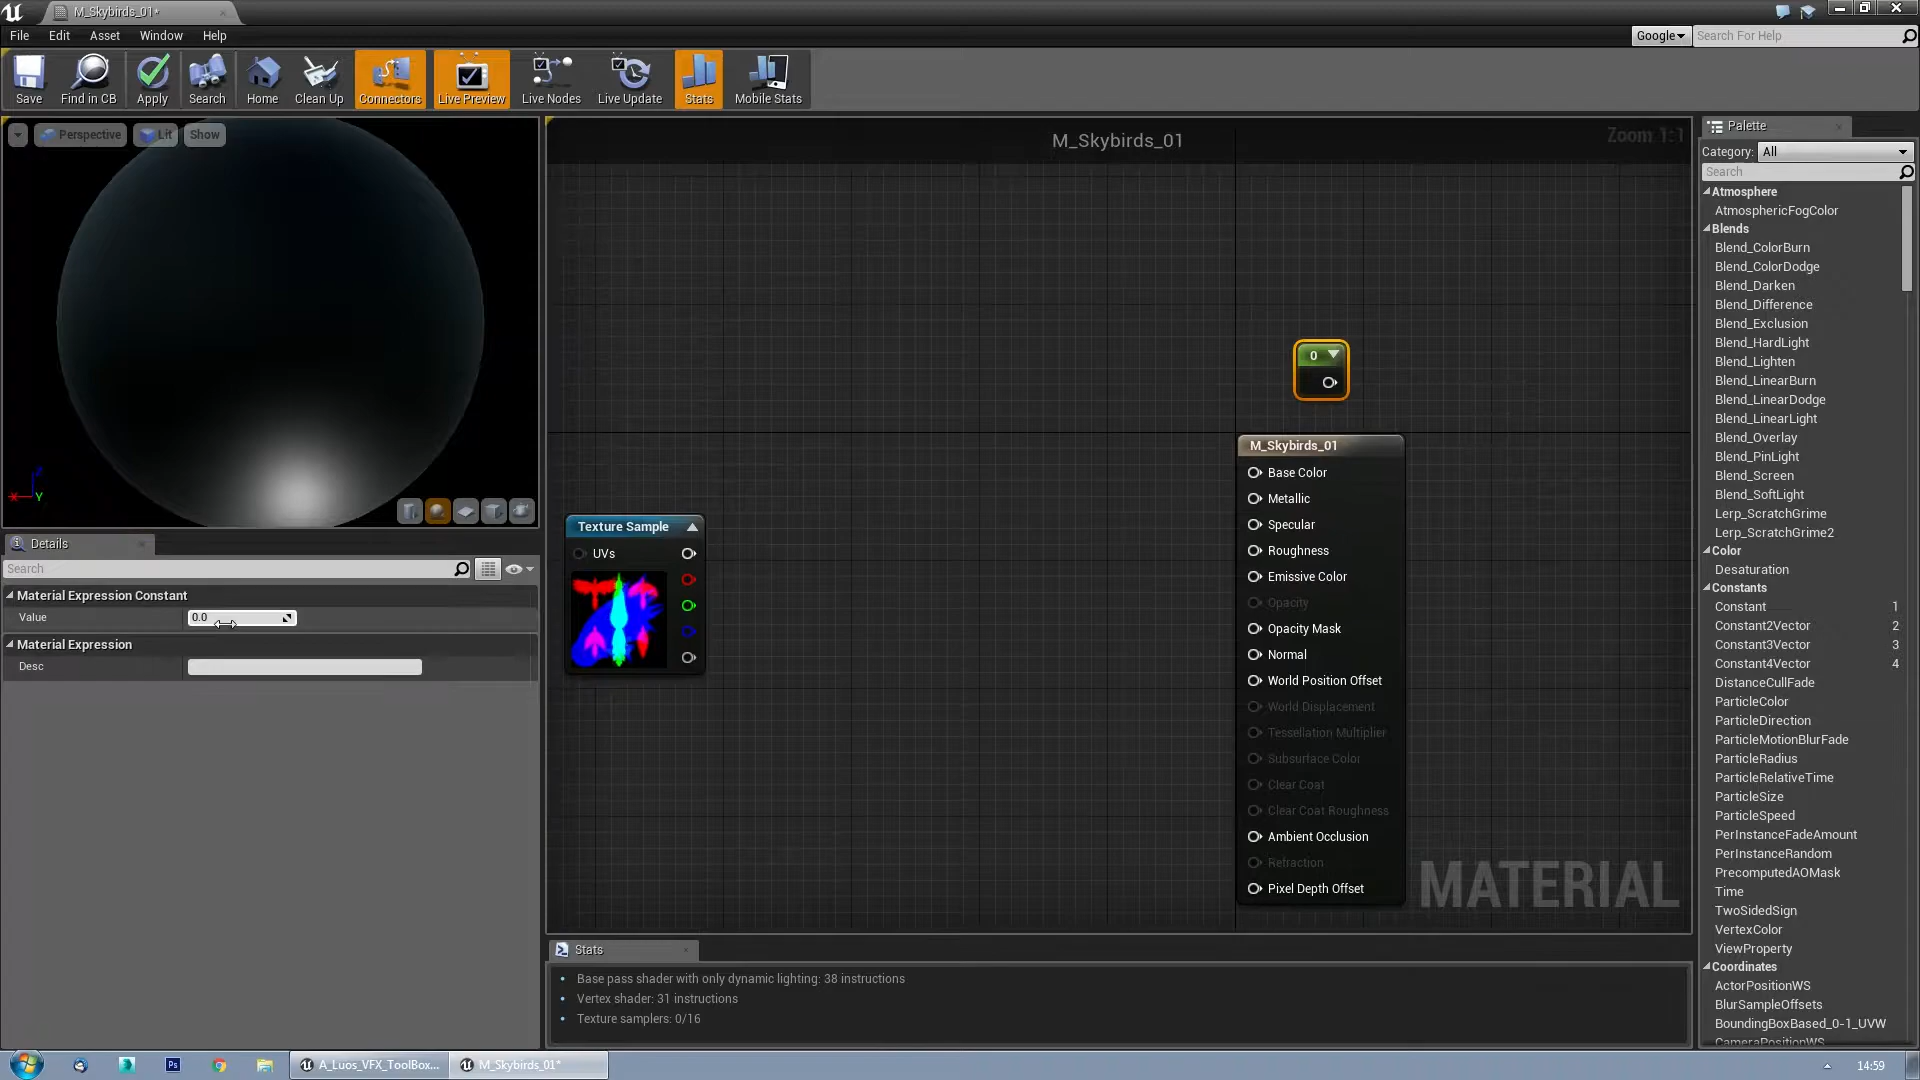 M_Skybirds_01*
File Edit Asset Window Help
Google Search For Help
Save Find in CB Apply Search Home Clean Up Connectors Live Preview Live Nodes Live Update Stats Mobile Stats
Perspective Lit Show
M_Skybirds_01
Zoom 1:1
0
Texture Sample
UVs
M_Skybirds_01
Base Color
Metallic
Specular
Roughness
Emissive Color
Opacity
Opacity Mask
Normal
World Position Offset
World Displacement
Tessellation Multiplier
Subsurface Color
Clear Coat
Clear Coat Roughness
Ambient Occlusion
Refraction
Pixel Depth Offset
MATERIAL
X Y
Details
Search
Material Expression Constant
Value 0.0
Material Expression
Desc
Stats
• Base pass shader with only dynamic lighting: 38 instructions
• Vertex shader: 31 instructions
• Texture samplers: 0/16
Palette
Category: All
Search
Atmosphere
AtmosphericFogColor
Blends
Blend_ColorBurn
Blend_ColorDodge
Blend_Darken
Blend_Difference
Blend_Exclusion
Blend_HardLight
Blend_Lighten
Blend_LinearBurn
Blend_LinearDodge
Blend_LinearLight
Blend_Overlay
Blend_PinLight
Blend_Screen
Blend_SoftLight
Lerp_ScratchGrime
Lerp_ScratchGrime2
Color
Desaturation
Constants
Constant 1
Constant2Vector 2
Constant3Vector 3
Constant4Vector 4
DistanceCullFade
ParticleColor
ParticleDirection
ParticleMotionBlurFade
ParticleRadius
ParticleRelativeTime
ParticleSize
ParticleSpeed
PerInstanceFadeAmount
PerInstanceRandom
PrecomputedAOMask
Time
TwoSidedSign
VertexColor
ViewProperty
Coordinates
ActorPositionWS
BlurSampleOffsets
BoundingBoxBased_0-1_UVW
CameraPositionWS
Ps
A_Luos_VFX_ToolBox...
M_Skybirds_01*
14:59